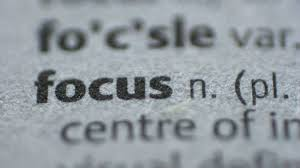 fo'c'sle var.
focus n. (pl.
centre of in